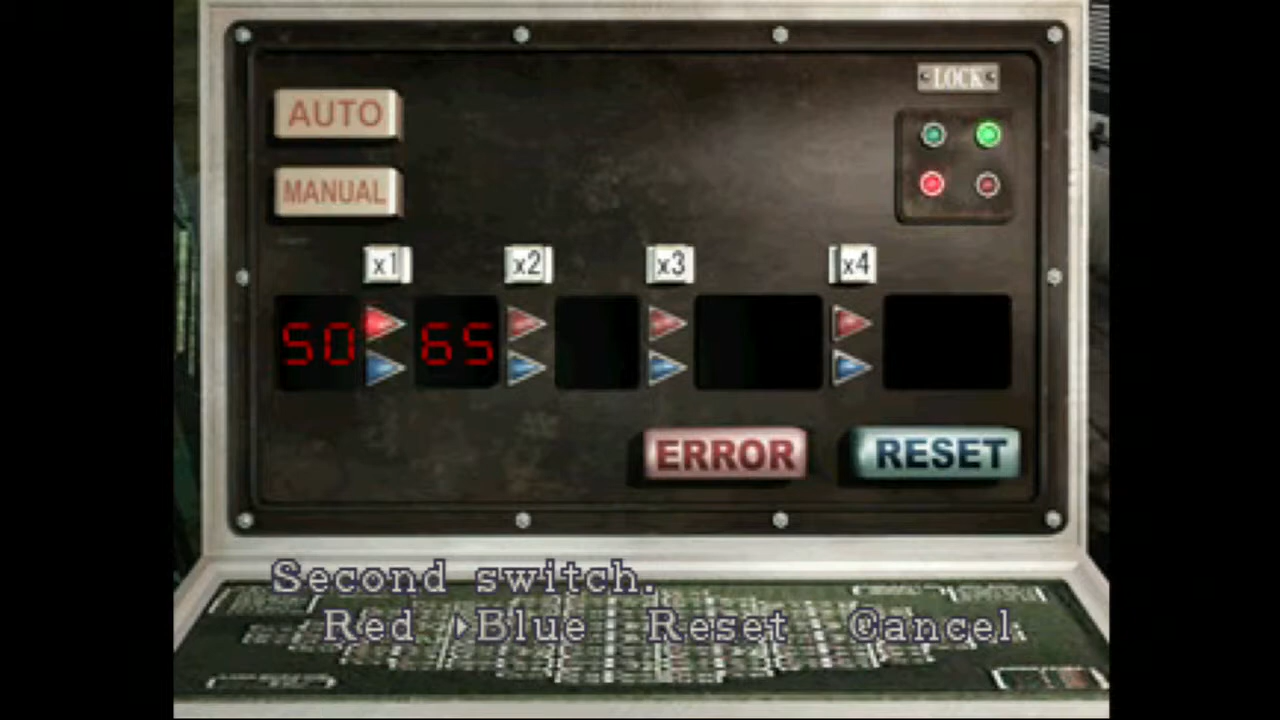 LOCK
AUTO
MANUAL
x1 x2 x3 x4
50 65
ERROR RESET
Second switch.
Red Blue Reset Cancel